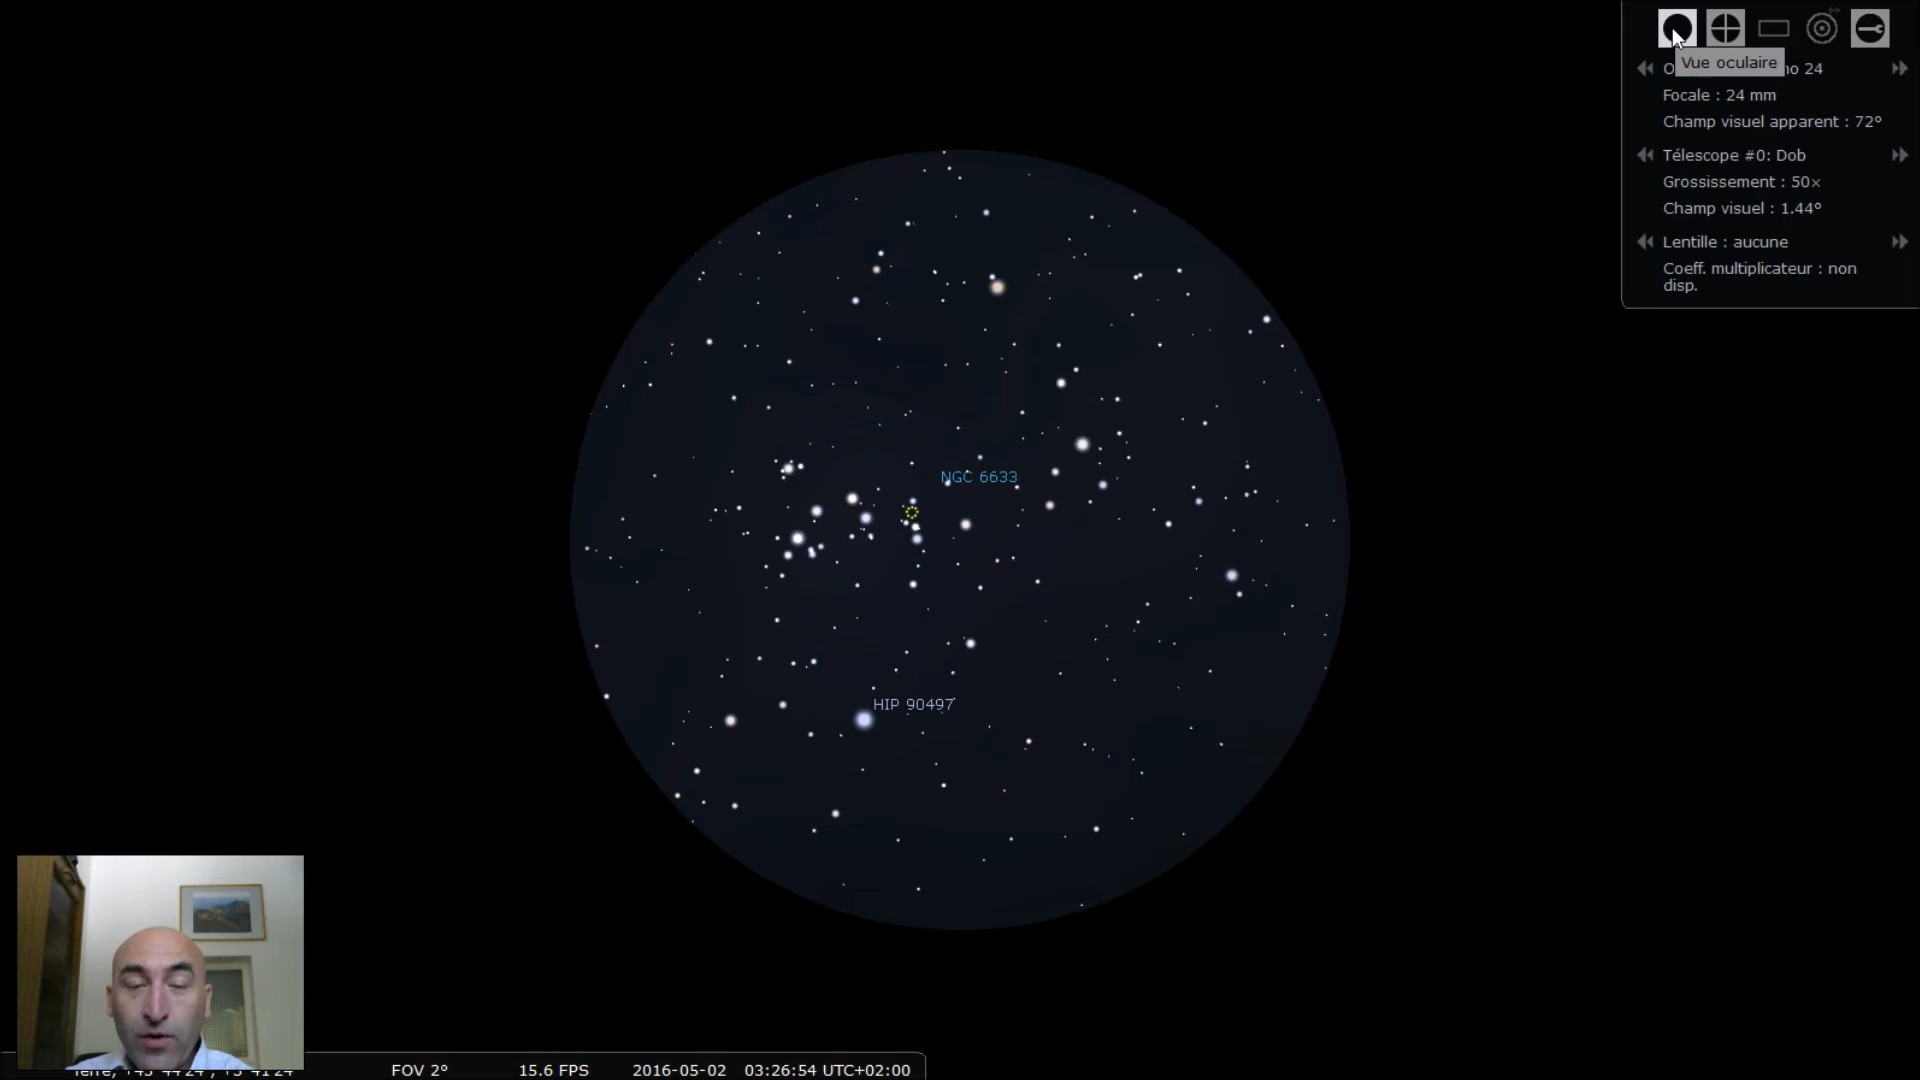 Vue oculaire
O no 24
Focale : 24 mm
Champ visuel apparent : 72°
Télescope #0: Dob
Grossissement : 50×
Champ visuel : 1.44°
Lentille : aucune
Coeff. multiplicateur : non
disp.
NGC 6633
HIP 90497
FOV 2° 15.6 FPS 2016-05-02 03:26:54 UTC+02:00